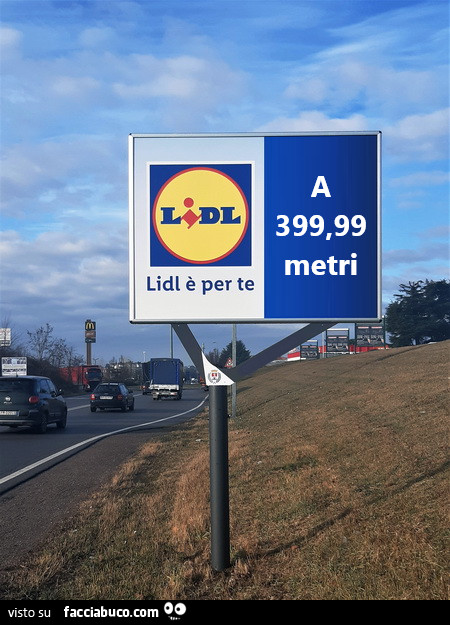 LIDL
Lidl è per te
A
399,99
metri
visto su facciabuco.com